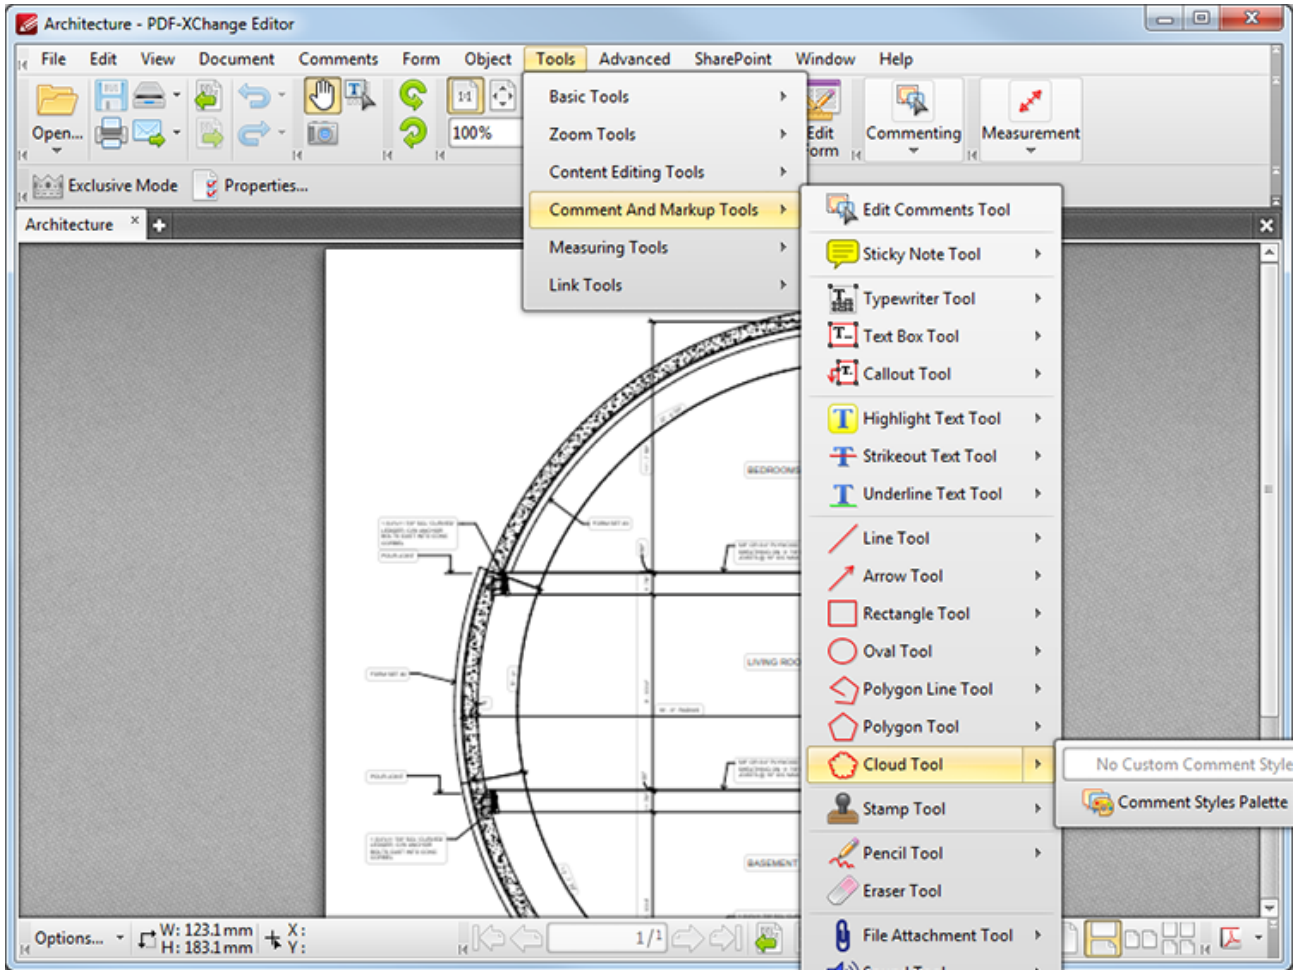 Architecture - PDF-XChange Editor
File Edit View Document Comments Form Object Tools Advanced SharePoint Window Help
Open...
100%
Edit
Form
Commenting
Measurement
Exclusive Mode
Properties...
Architecture
Basic Tools
Zoom Tools
Content Editing Tools
Comment And Markup Tools
Measuring Tools
Link Tools
Edit Comments Tool
Sticky Note Tool
Typewriter Tool
Text Box Tool
Callout Tool
Highlight Text Tool
Strikeout Text Tool
Underline Text Tool
Line Tool
Arrow Tool
Rectangle Tool
Oval Tool
Polygon Line Tool
Polygon Tool
Cloud Tool
Stamp Tool
Pencil Tool
Eraser Tool
File Attachment Tool
No Custom Comment Style
Comment Styles Palette
BEDROOMS
LIVING ROO
BASEMENT
Options...
W: 123.1 mm
H: 183.1 mm
X:
Y:
1/1